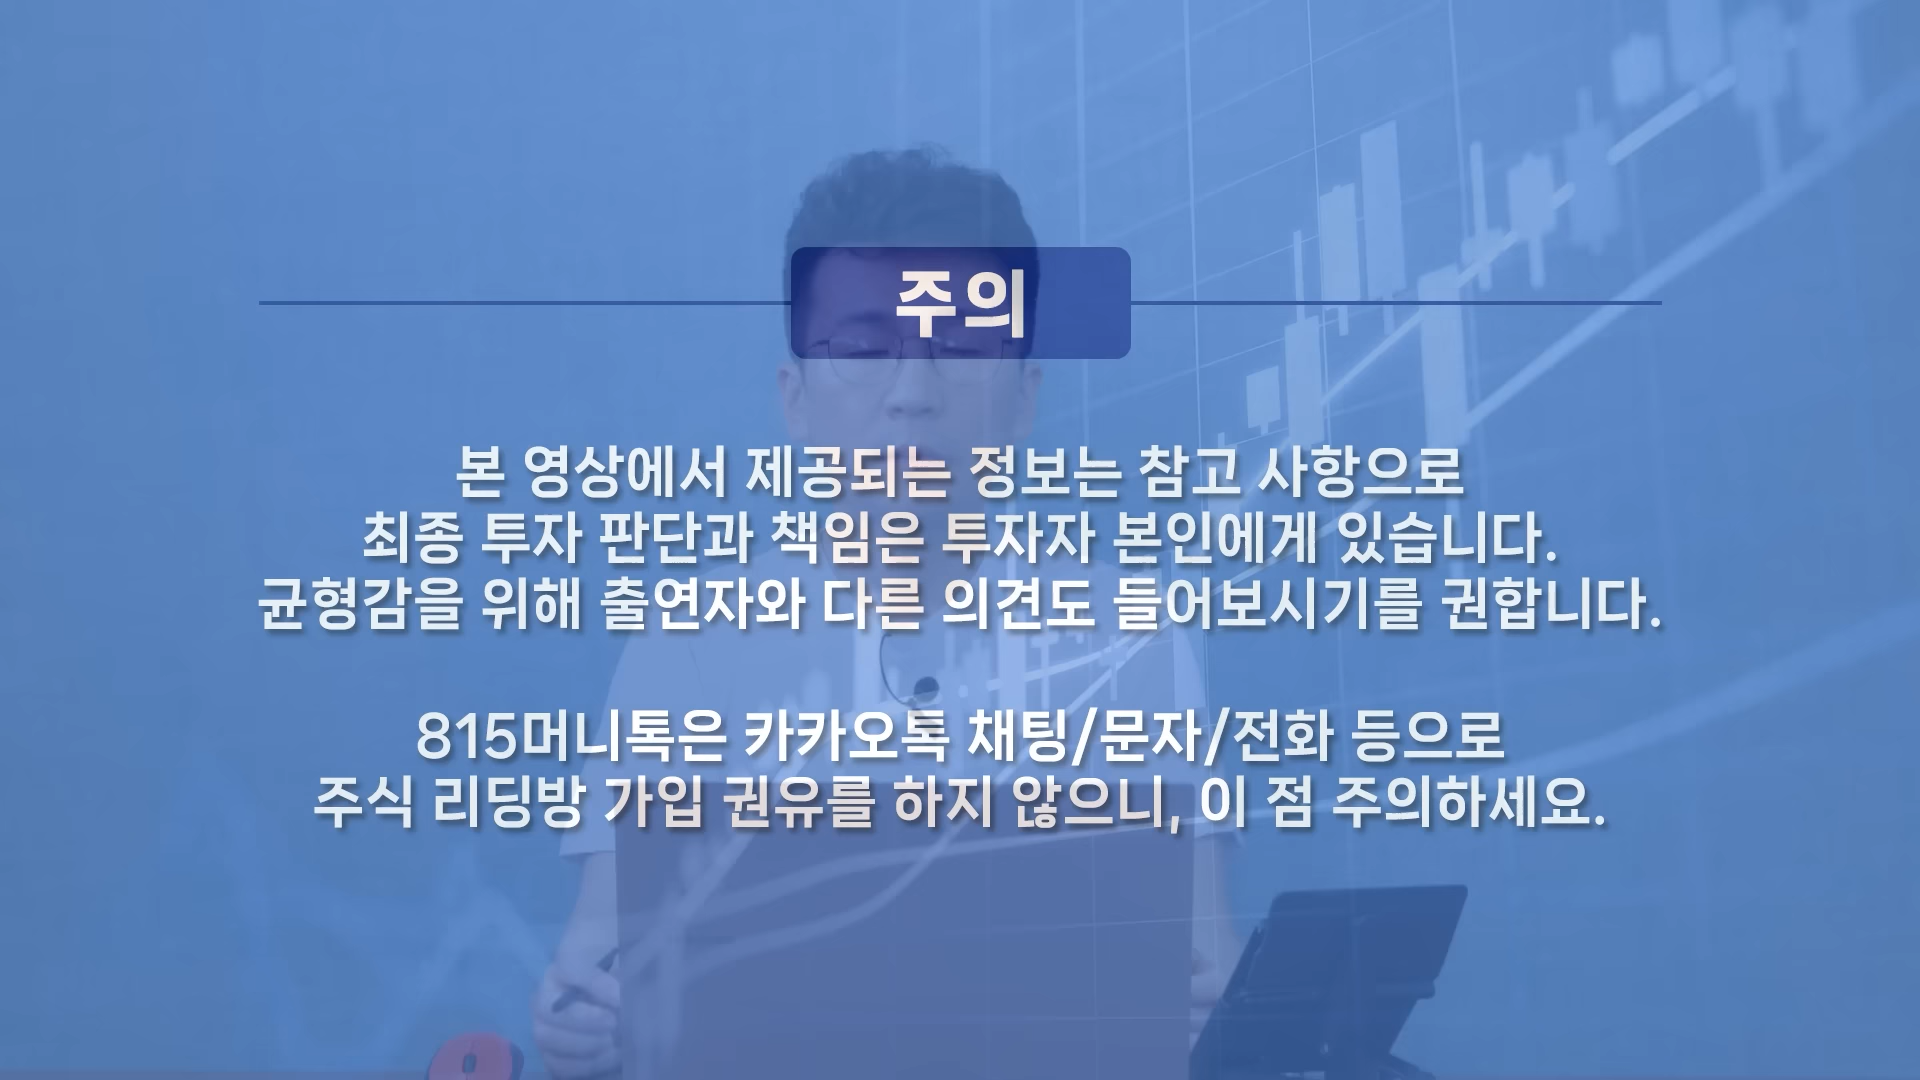 주의
본 영상에서 제공되는 정보는 참고 사항으로
최종 투자 판단과 책임은 투자자 본인에게 있습니다.
균형감을 위해 출연자와 다른 의견도 들어보시기를 권합니다.
815머니톡은 카카오톡 채팅/문자/전화 등으로
주식 리딩방 가입 권유를 하지 않으니, 이 점 주의하세요.